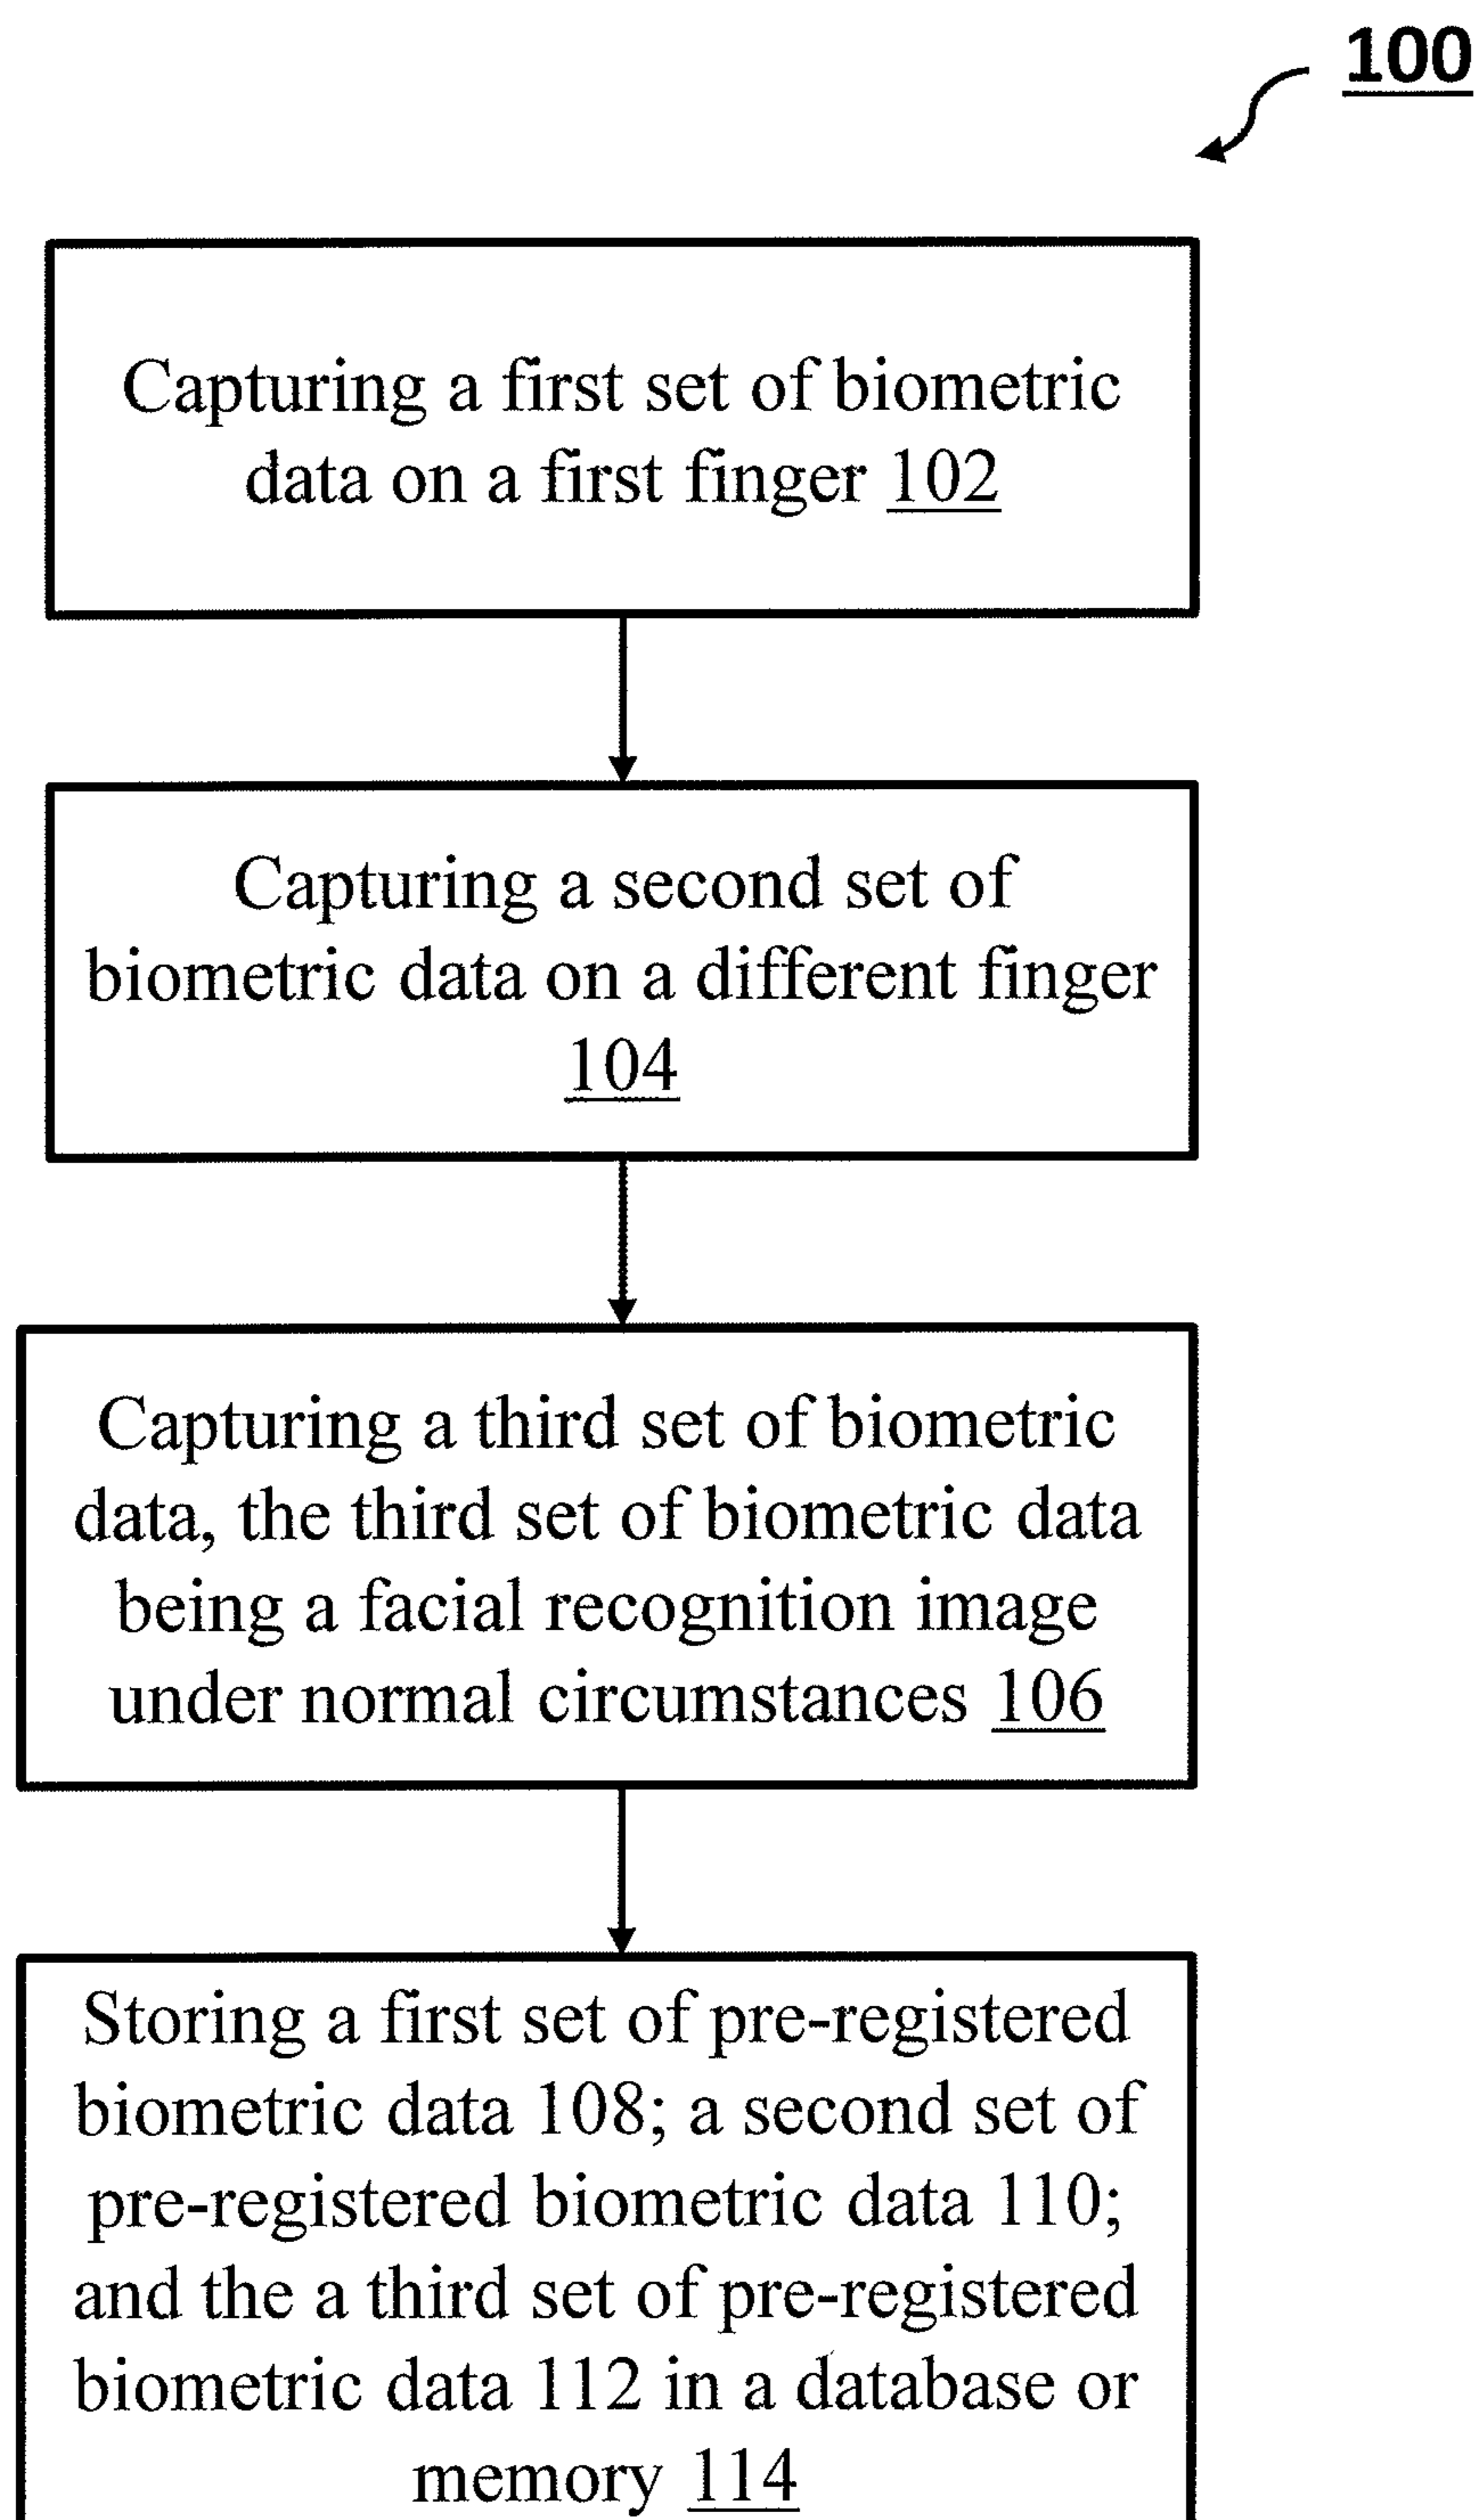 100
Capturing a first set of biometric
data on a first finger 102
Capturing a second set of
biometric data on a different finger
104
Capturing a third set of biometric
data, the third set of biometric data
being a facial recognition image
under normal circumstances 106
Storing a first set of pre-registered
biometric data 108; a second set of
pre-registered biometric data 110;
and the a third set of pre-registered
biometric data 112 in a database or
memory 114